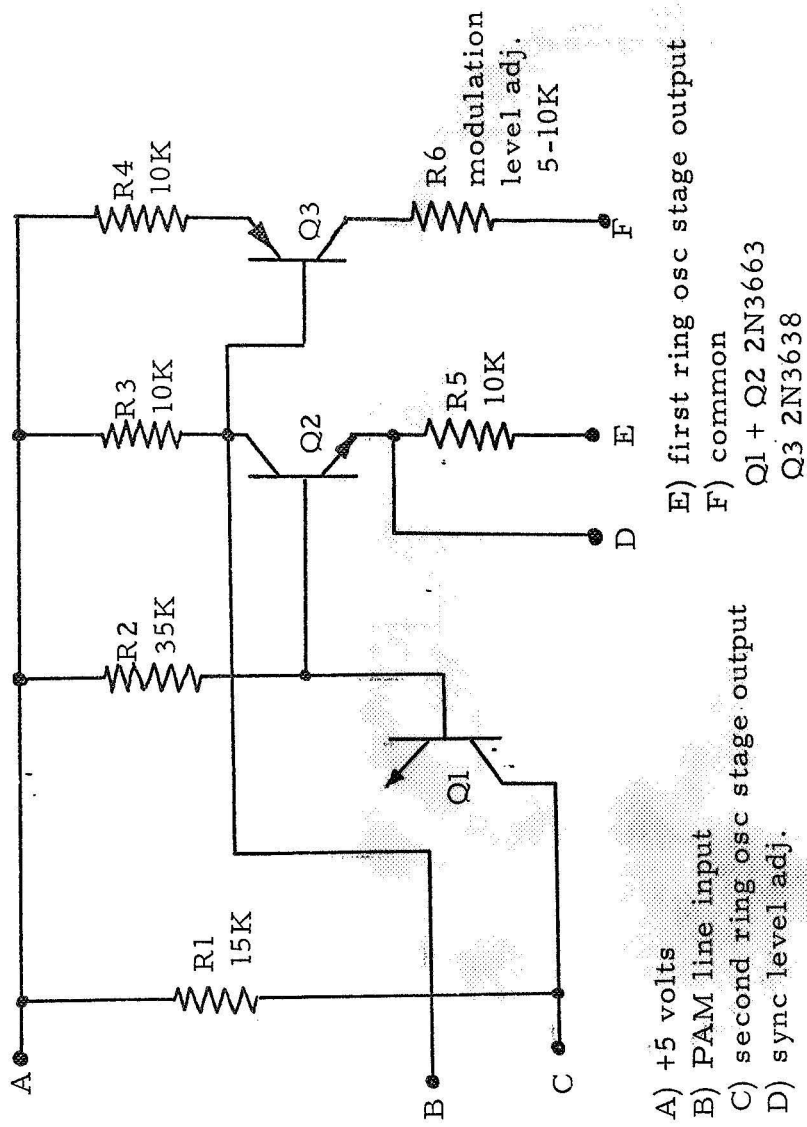 A
R1
15K
R2
35K
R3
10K
R4
10K
B
C
Q1
Q2
Q3
R5
10K
R6
modulation
level adj.
5-10K
D
E
F
A) +5 volts
B) PAM line input
C) second ring osc stage output
D) sync level adj.
E) first ring osc stage output
F) common
Q1 + Q2 2N3663
Q3 2N3638